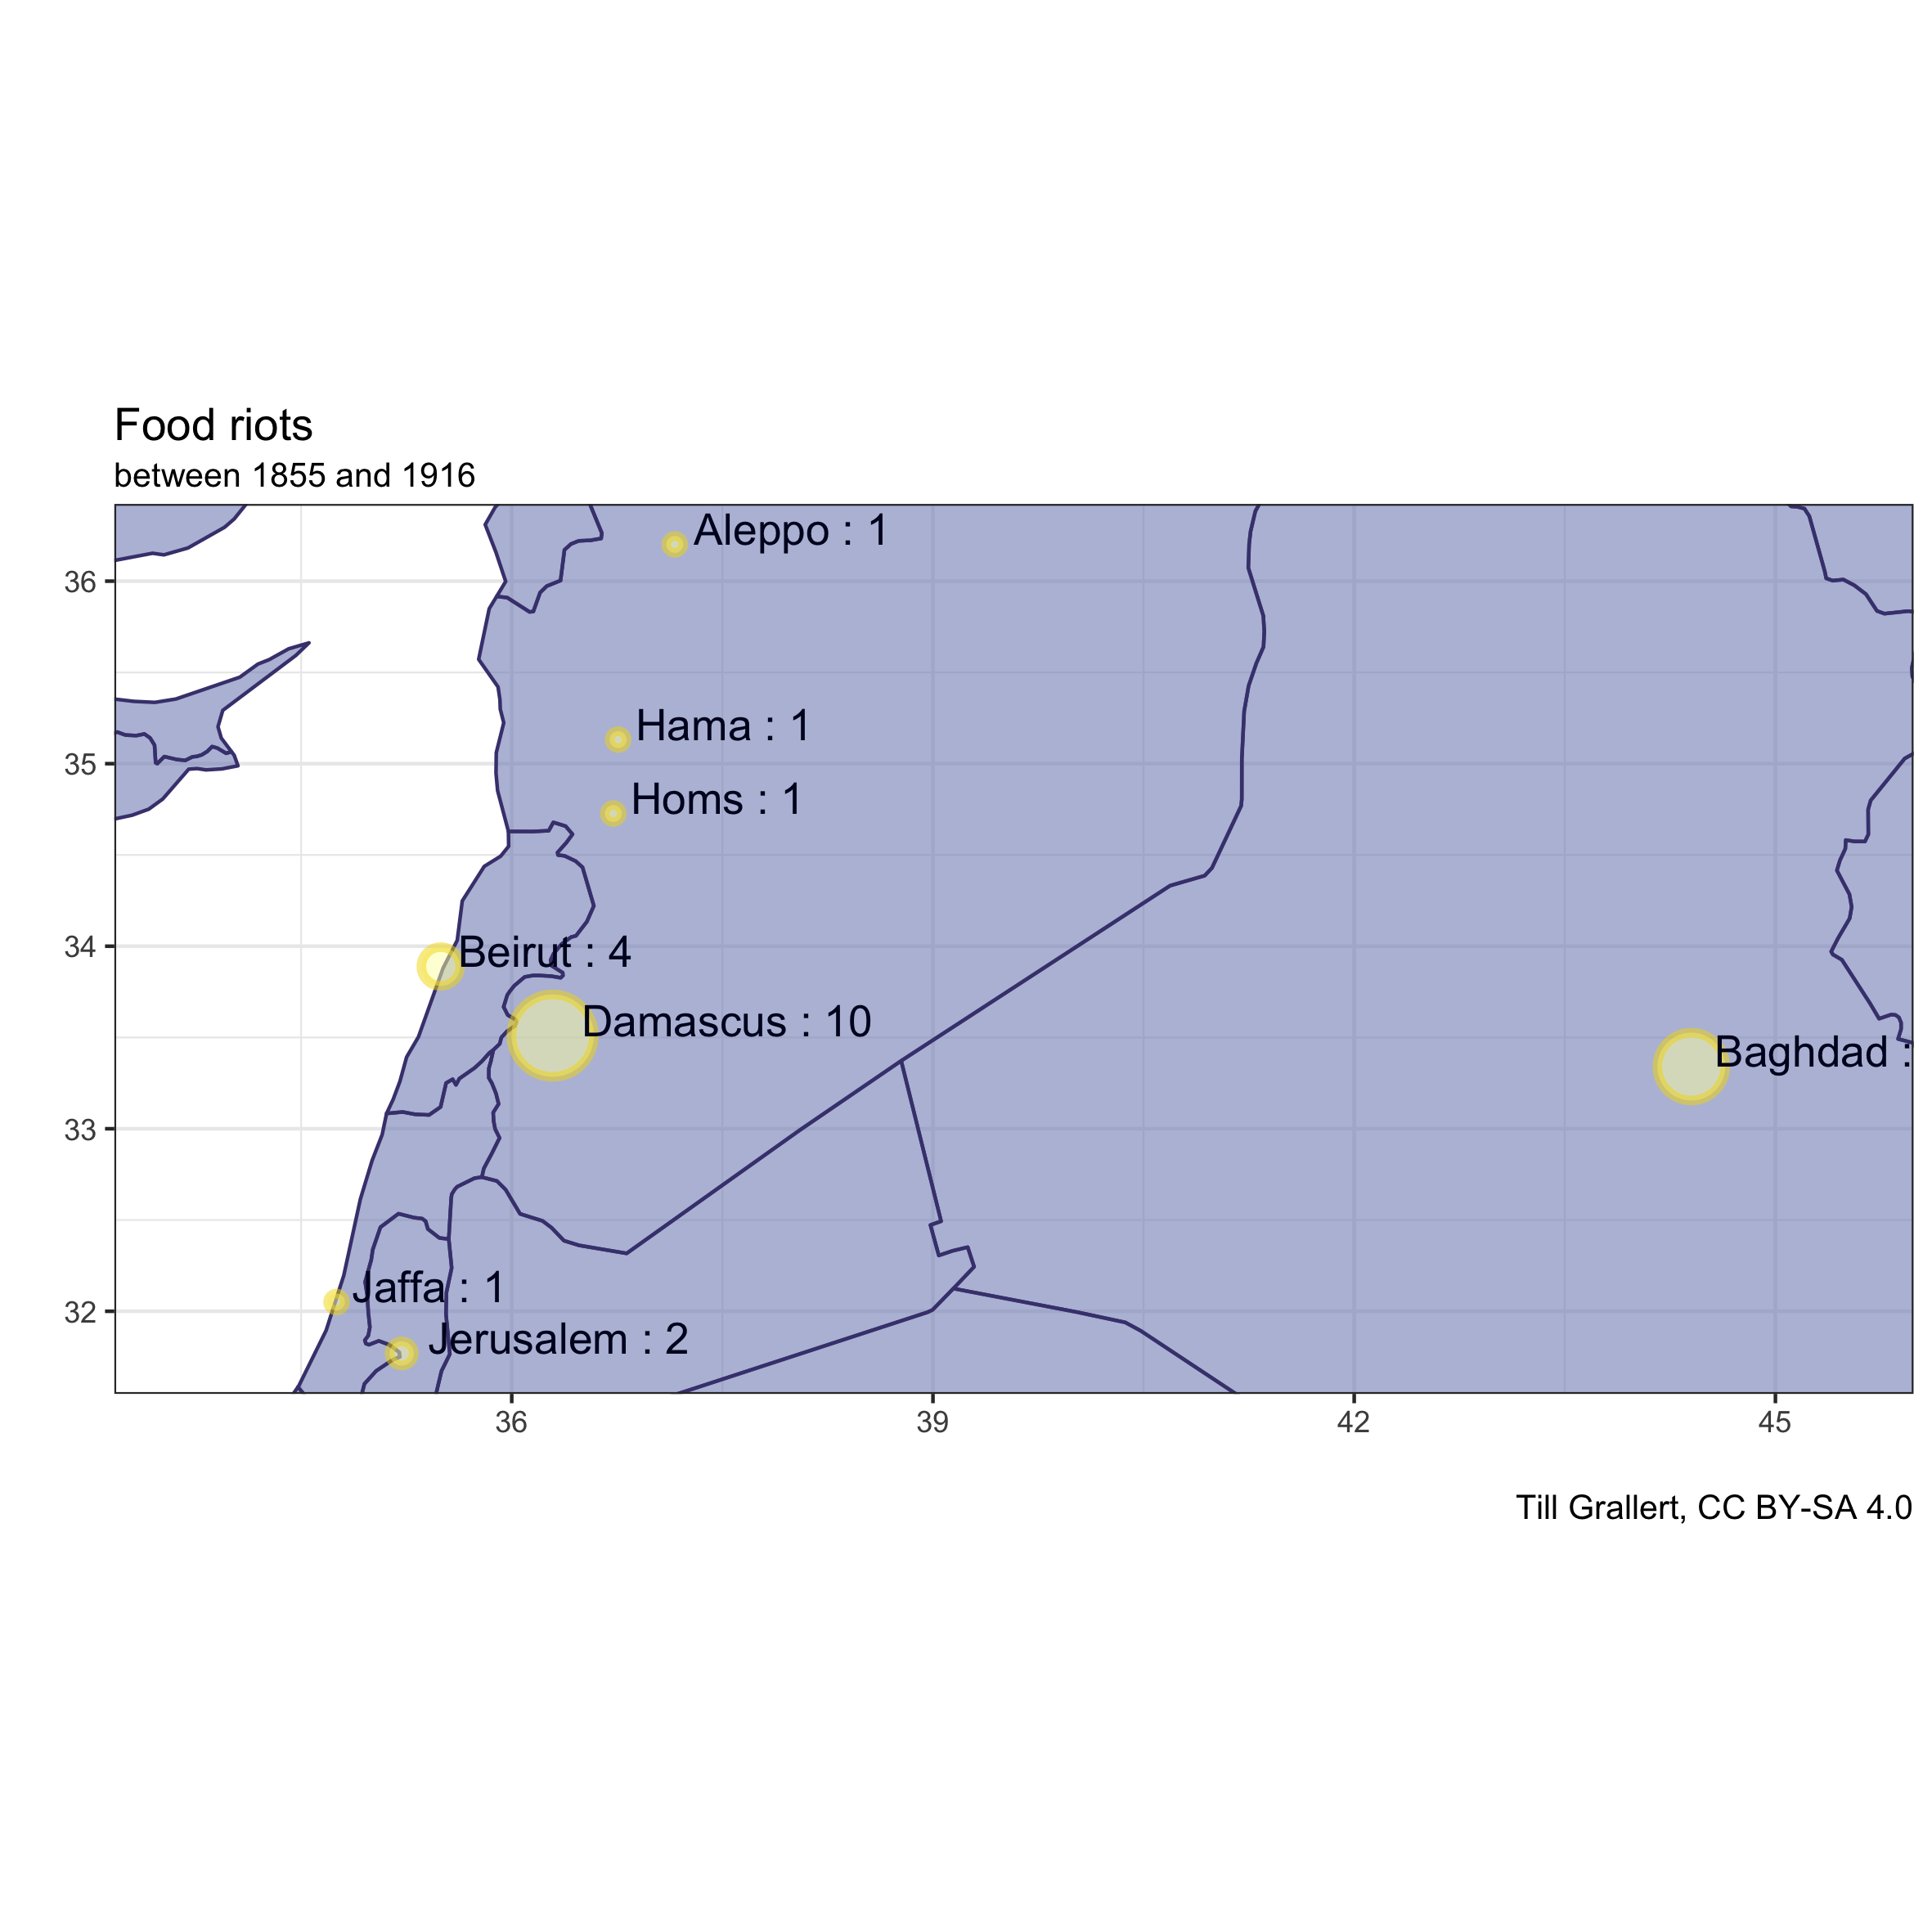 Food riots
between 1855 and 1916
Aleppo : 1
36
Hama : 1
35
Homs : 1
34
Beirut : 4
Damascus : 10
Baghdad :
33
Jaffa : 1
32
Jerusalem : 2
36 39 42 45
Till Grallert, CC BY-SA 4.0